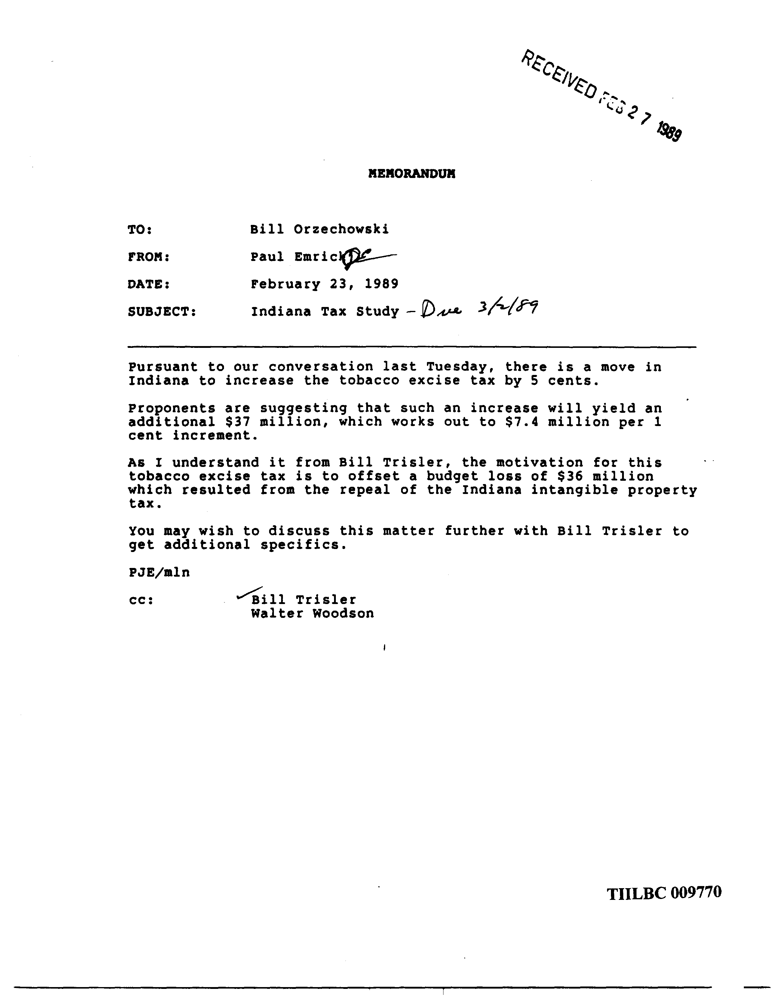 RECEIVED FEB 27 1989
MEMORANDUM
TO: Bill Orzechowski
FROM: Paul Emrick
DATE: February 23, 1989
SUBJECT: Indiana Tax Study - Due 3/2/89
Pursuant to our conversation last Tuesday, there is a move in
Indiana to increase the tobacco excise tax by 5 cents.
Proponents are suggesting that such an increase will yield an
additional $37 million, which works out to $7.4 million per 1
cent increment.
As I understand it from Bill Trisler, the motivation for this
tobacco excise tax is to offset a budget loss of $36 million
which resulted from the repeal of the Indiana intangible property
tax.
You may wish to discuss this matter further with Bill Trisler to
get additional specifics.
PJE/mln
cc: Bill Trisler
Walter Woodson
TIILBC 009770